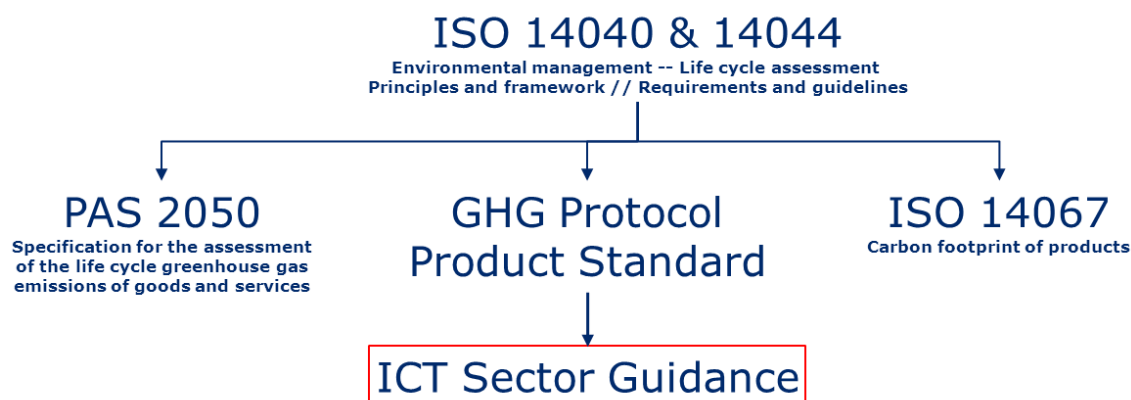 ISO 14040 & 14044
Environmental management -- Life cycle assessment
Principles and framework // Requirements and guidelines
PAS 2050
Specification for the assessment
of the life cycle greenhouse gas
emissions of goods and services
GHG Protocol
Product Standard
ISO 14067
Carbon footprint of products
ICT Sector Guidance